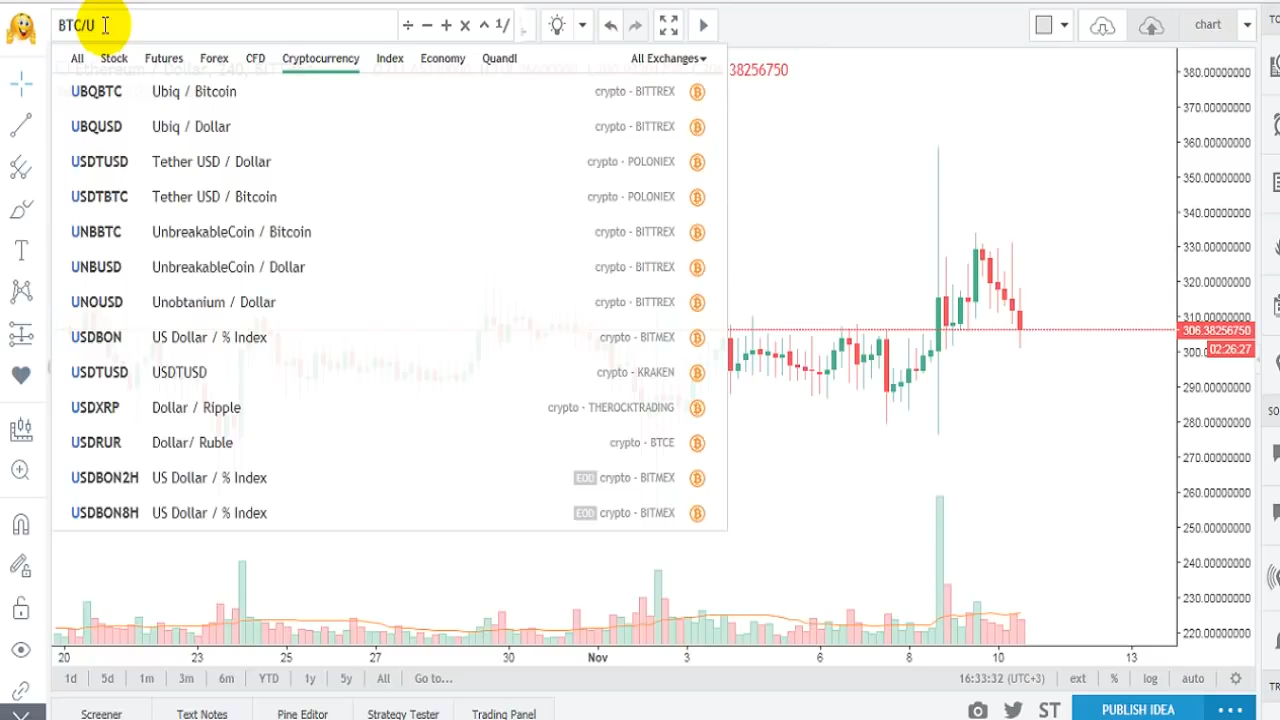 BTC/U ÷ − + × ^ 1/ chart
All Stock Futures Forex CFD Cryptocurrency Index Economy Quandl All Exchanges
38256750
UBQBTC Ubiq / Bitcoin crypto - BITTREX
UBQUSD Ubiq / Dollar crypto - BITTREX
USDTUSD Tether USD / Dollar crypto - POLONIEX
USDTBTC Tether USD / Bitcoin crypto - POLONIEX
UNBBTC UnbreakableCoin / Bitcoin crypto - BITTREX
UNBUSD UnbreakableCoin / Dollar crypto - BITTREX
UNOUSD Unobtanium / Dollar crypto - BITTREX
USDBON US Dollar / % Index crypto - BITMEX
USDTUSD USDTUSD crypto - KRAKEN
USDXRP Dollar / Ripple crypto - THEROCKTRADING
USDRUR Dollar/ Ruble crypto - BTCE
USDBON2H US Dollar / % Index EOD crypto - BITMEX
USDBON8H US Dollar / % Index EOD crypto - BITMEX
380.00000000
370.00000000
360.00000000
350.00000000
340.00000000
330.00000000
320.00000000
310.00000000
306.38256750
300.
02:26:27
290.00000000
280.00000000
270.00000000
260.00000000
250.00000000
240.00000000
230.00000000
220.00000000
20 23 25 27 30 Nov 3 6 8 10 13
1d 5d 1m 3m 6m YTD 1y 5y All Go to... 16:33:32 (UTC+3) ext % log auto
Screener Text Notes Pine Editor Strategy Tester Trading Panel ST PUBLISH IDEA